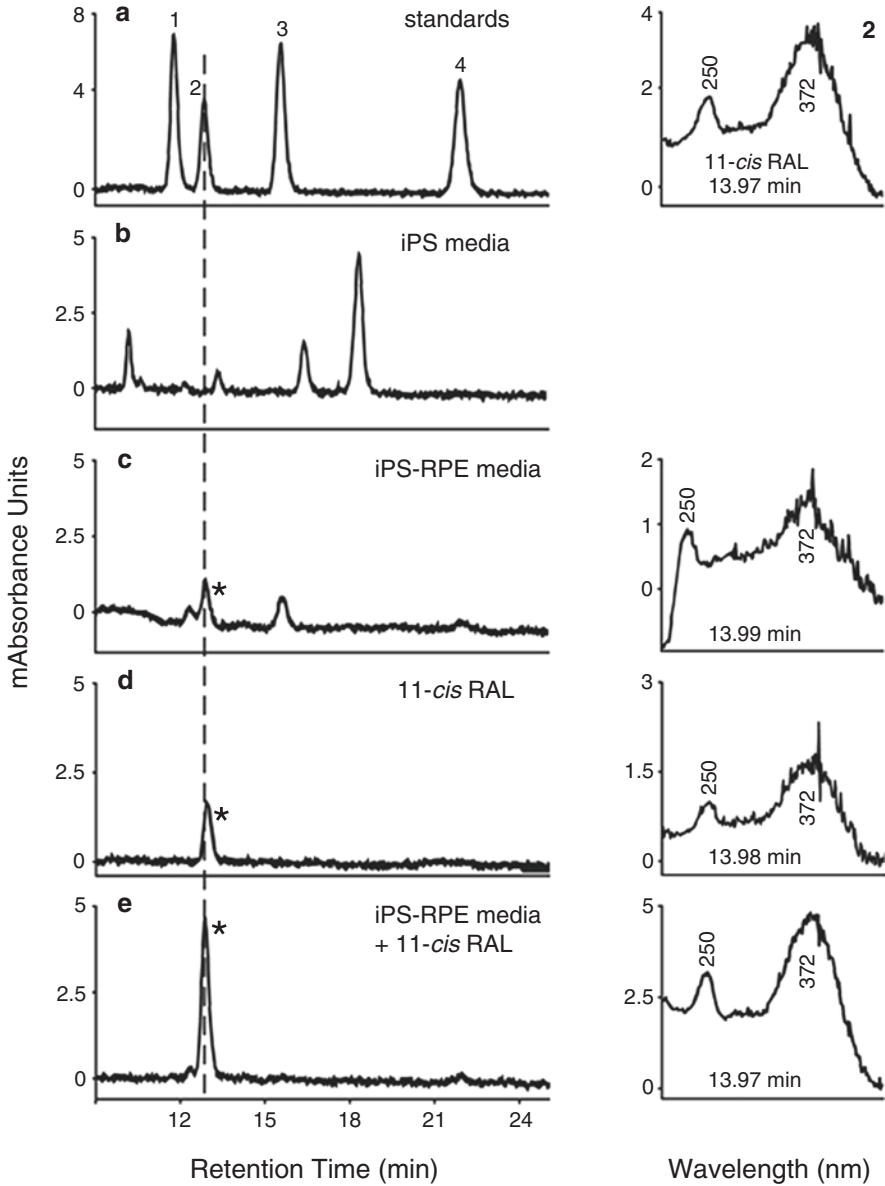 a
standards
8
4
0
1
2
3
4
2
4
2
0
250
372
11-cis RAL
13.97 min
b
iPS media
5
2.5
0
c
iPS-RPE media
5
2.5
0
*
2
1
0
250
372
13.99 min
d
11-cis RAL
5
2.5
0
*
3
1.5
0
250
372
13.98 min
e
iPS-RPE media
+ 11-cis RAL
5
2.5
0
*
5
2.5
0
250
372
13.97 min
12 15 18 21 24
mAbsorbance Units
Retention Time (min)
Wavelength (nm)